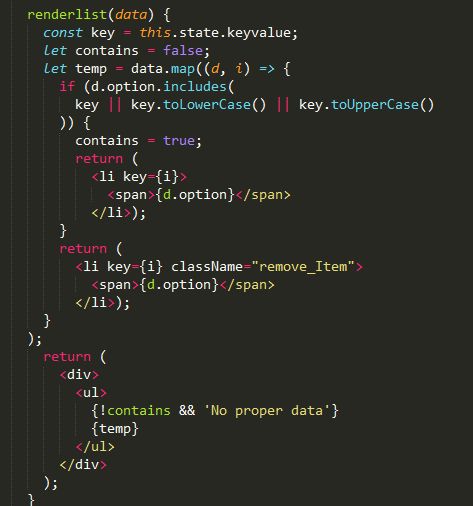 renderlist(data) {
const key = this.state.keyvalue;
let contains = false;
let temp = data.map((d, i) => {
if (d.option.includes(
key || key.toLowerCase() || key.toUpperCase()
)) {
contains = true;
return (
<li key={i}>
<span>{d.option}</span>
</li>);
}
return (
<li key={i} className="remove_Item">
<span>{d.option}</span>
</li>);
}
);
return (
<div>
<ul>
{!contains && 'No proper data'}
{temp}
</ul>
</div>
);
}